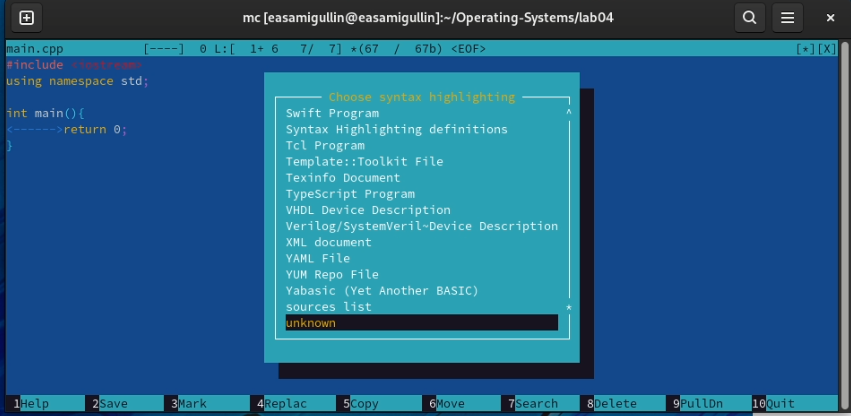 mc [easamigullin@easamigullin]:~/Operating-Systems/lab04
main.cpp [----] 0 L:[ 1+ 6 7/ 7] *(67 / 67b) <EOF> [*][X]
#include <iostream>
using namespace std;
int main(){
<------>return 0;
}
Choose syntax highlighting
Swift Program
Syntax Highlighting definitions
Tcl Program
Template::Toolkit File
Texinfo Document
TypeScript Program
VHDL Device Description
Verilog/SystemVeril~Device Description
XML document
YAML File
YUM Repo File
Yabasic (Yet Another BASIC)
sources list
unknown
1Help 2Save 3Mark 4Replac 5Copy 6Move 7Search 8Delete 9PullDn 10Quit